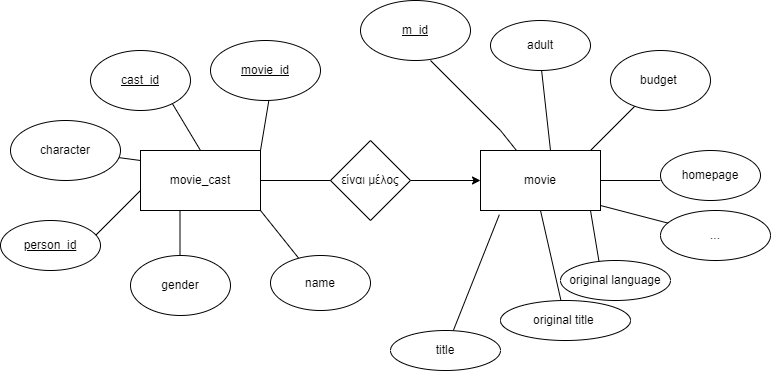 m_id
adult
cast_id
movie_id
budget
character
movie_cast
είναι μέλος
movie
homepage
person_id
...
gender
name
original language
original title
title